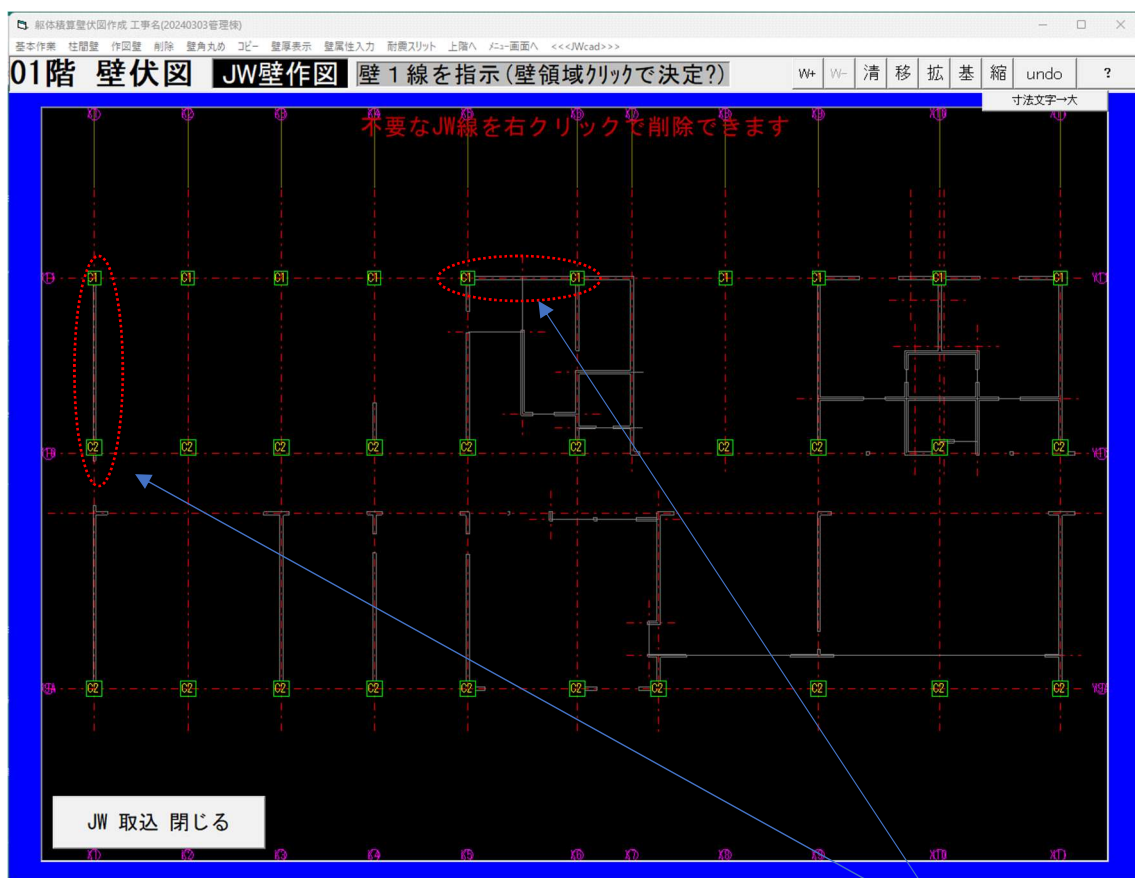 躯体積算壁伏図作成 工事名(20240303管理棟)
基本作業 柱間壁 作図壁 削除 壁角丸め コピー 壁厚表示 壁属性入力 耐震スリット 上階へ メニュー画面へ <<<JWcad>>>
01階 壁伏図 JW壁作図 壁１線を指示(壁領域クリックで決定?) W+ W- 清 移 拡 基 縮 undo ?
寸法文字→大
不要なJW線を右クリックで削除できます
C1 C1 C1 C1 C1 C1 C1 C1 C1 C1
C2 C2 C2 C2 C2 C2 C2 C2 C2 C2
C2 C2 C2 C2 C2 C2 C2 C2 C2 C2
JW 取込 閉じる